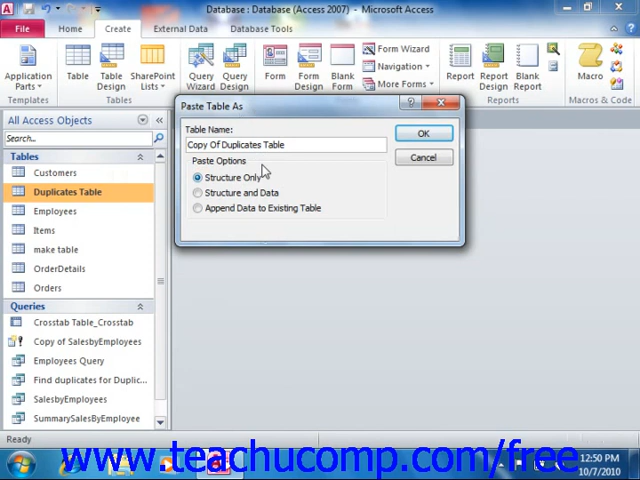 Database : Database (Access 2007) - Microsoft Access
File
Home
Create
External Data
Database Tools
Application
Parts
Table
Table
Design
SharePoint
Lists
Query
Wizard
Query
Design
Form
Form
Design
Blank
Form
Form Wizard
Navigation
More Forms
Report
Report
Design
Blank
Report
Macro
Templates
Tables
Reports
Macros & Code
All Access Objects
Search...
Tables
Customers
Duplicates Table
Employees
Items
make table
OrderDetails
Orders
Queries
Crosstab Table_Crosstab
Copy of SalesbyEmployees
Employees Query
Find duplicates for Duplic...
SalesbyEmployees
SummarySalesByEmployee
Paste Table As
Table Name:
Copy Of Duplicates Table
Paste Options
Structure Only
Structure and Data
Append Data to Existing Table
OK
Cancel
Ready
12:50 PM
10/7/2010
www.teachucomp.com/free